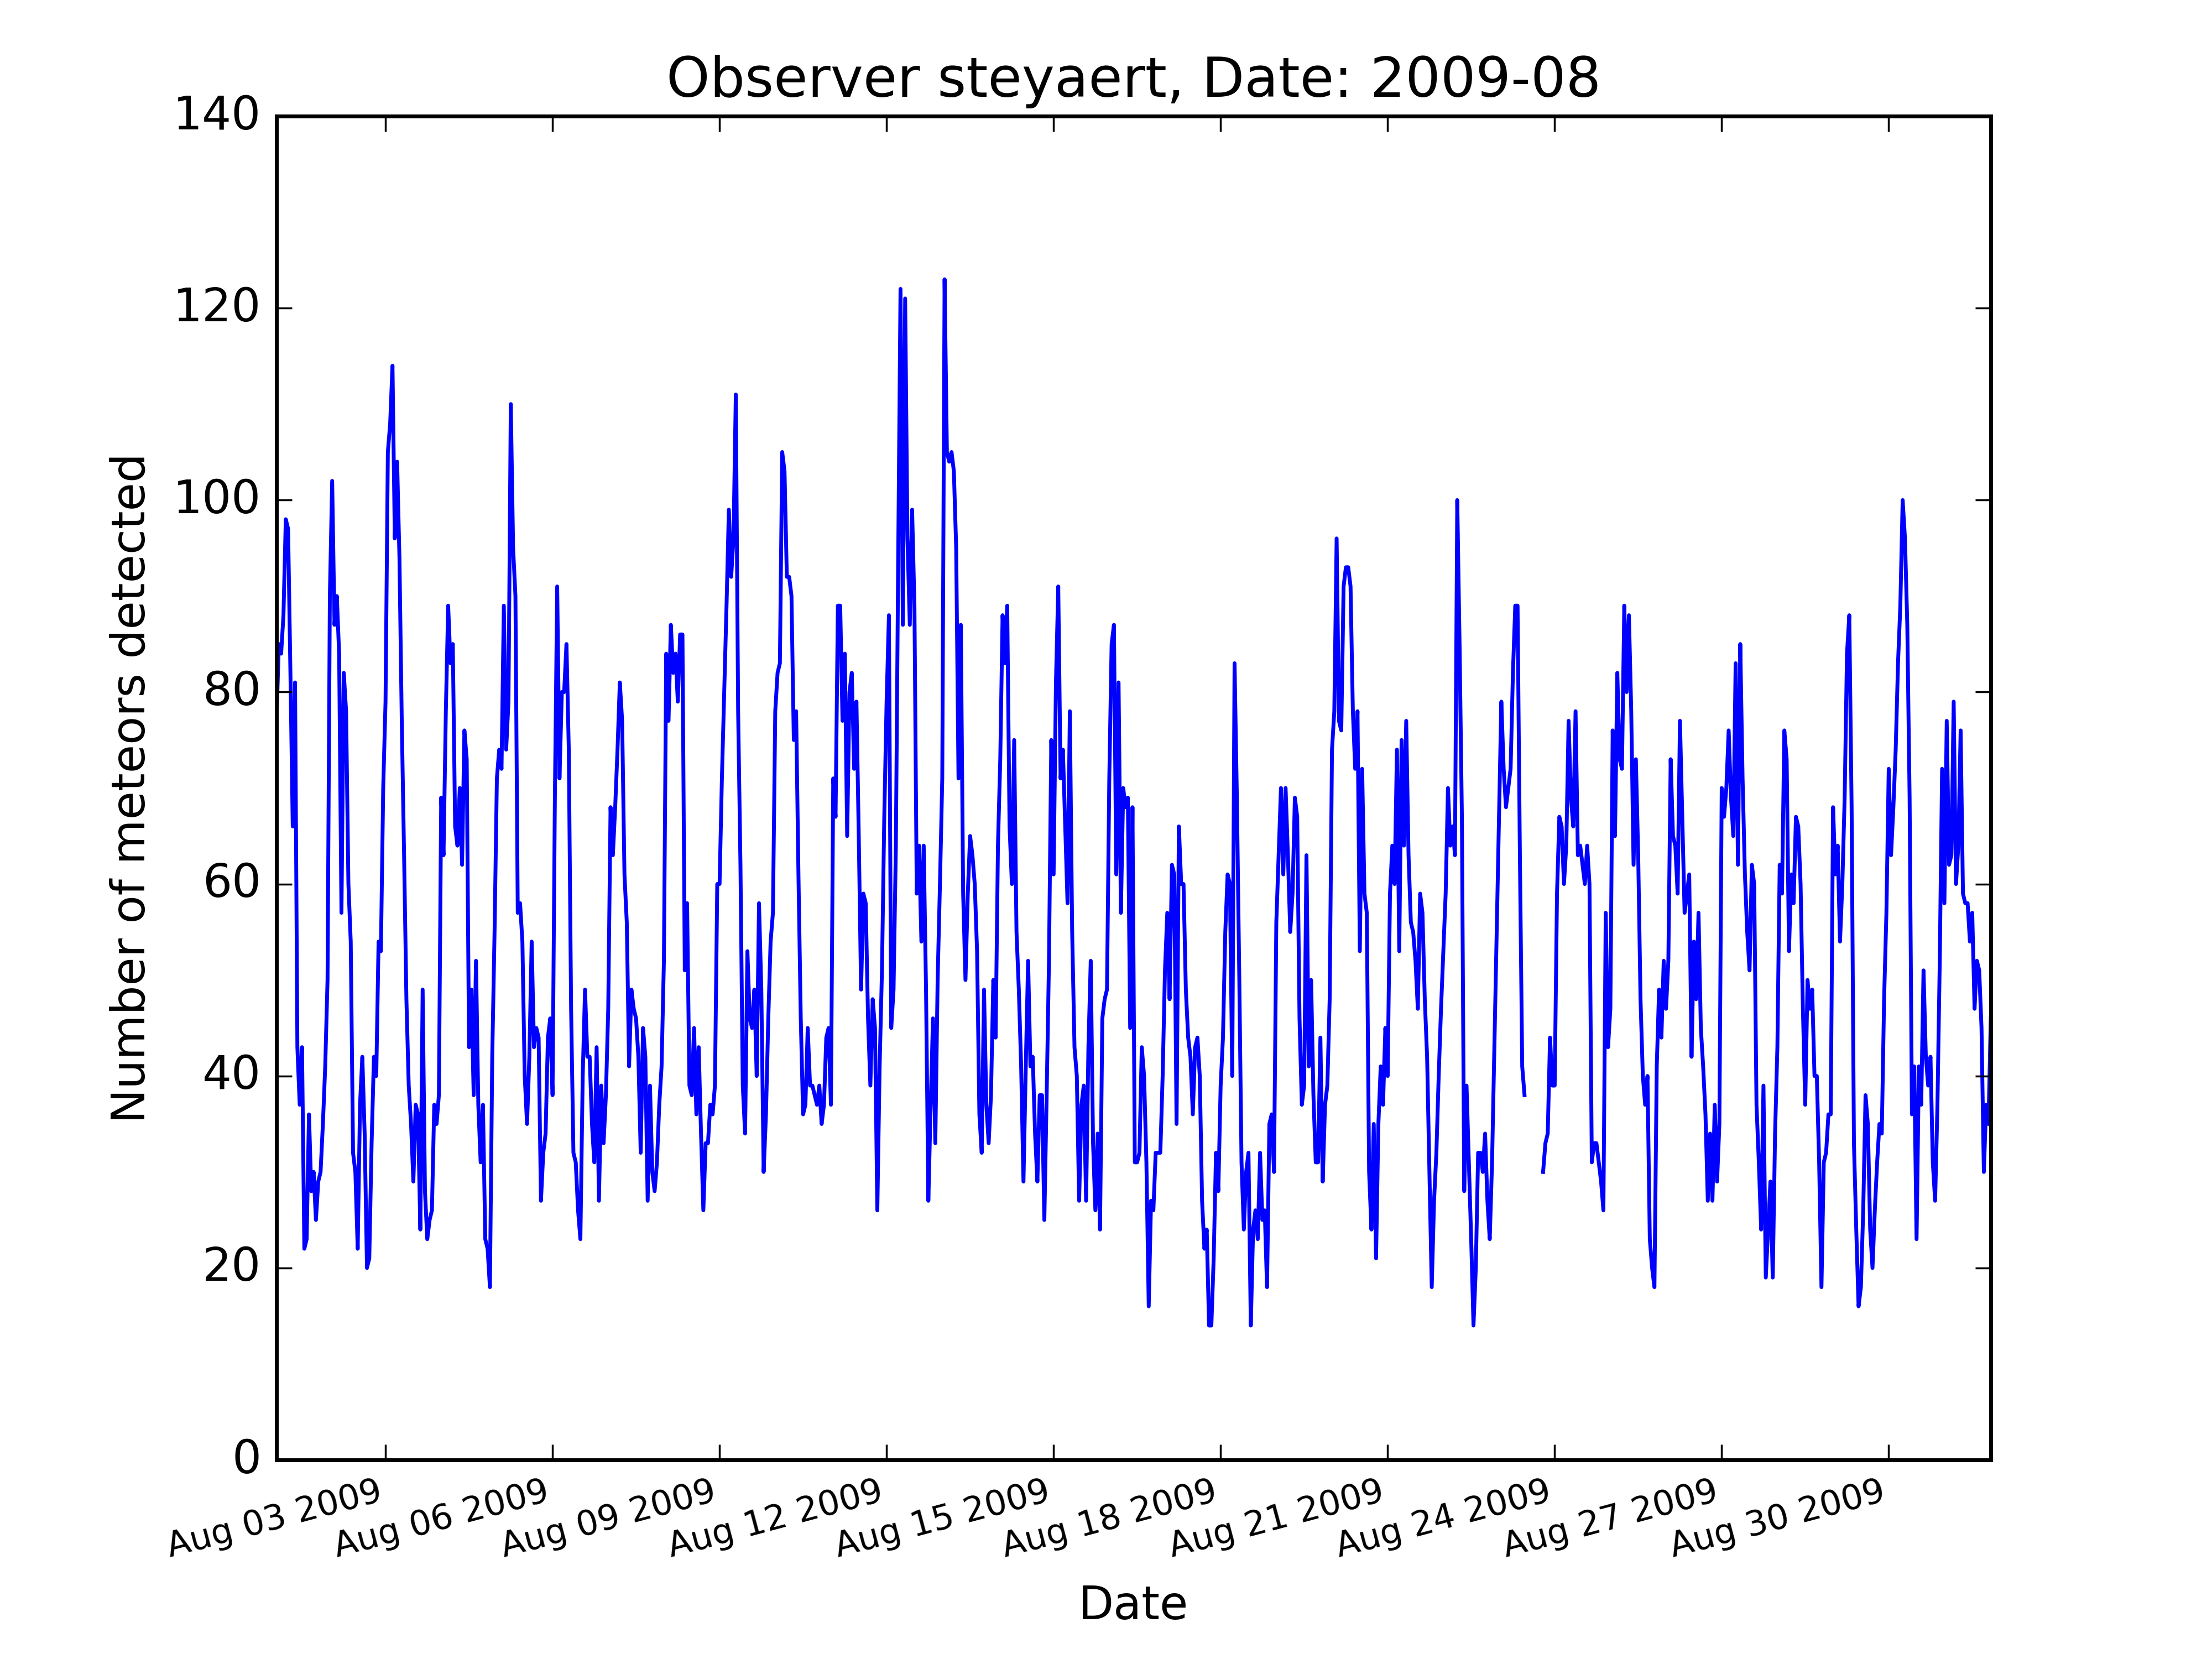 Observer steyaert, Date: 2009-08
140
120
100
80
60
40
20
0
Number of meteors detected
Aug 03 2009
Aug 06 2009
Aug 09 2009
Aug 12 2009
Aug 15 2009
Aug 18 2009
Aug 21 2009
Aug 24 2009
Aug 27 2009
Aug 30 2009
Date